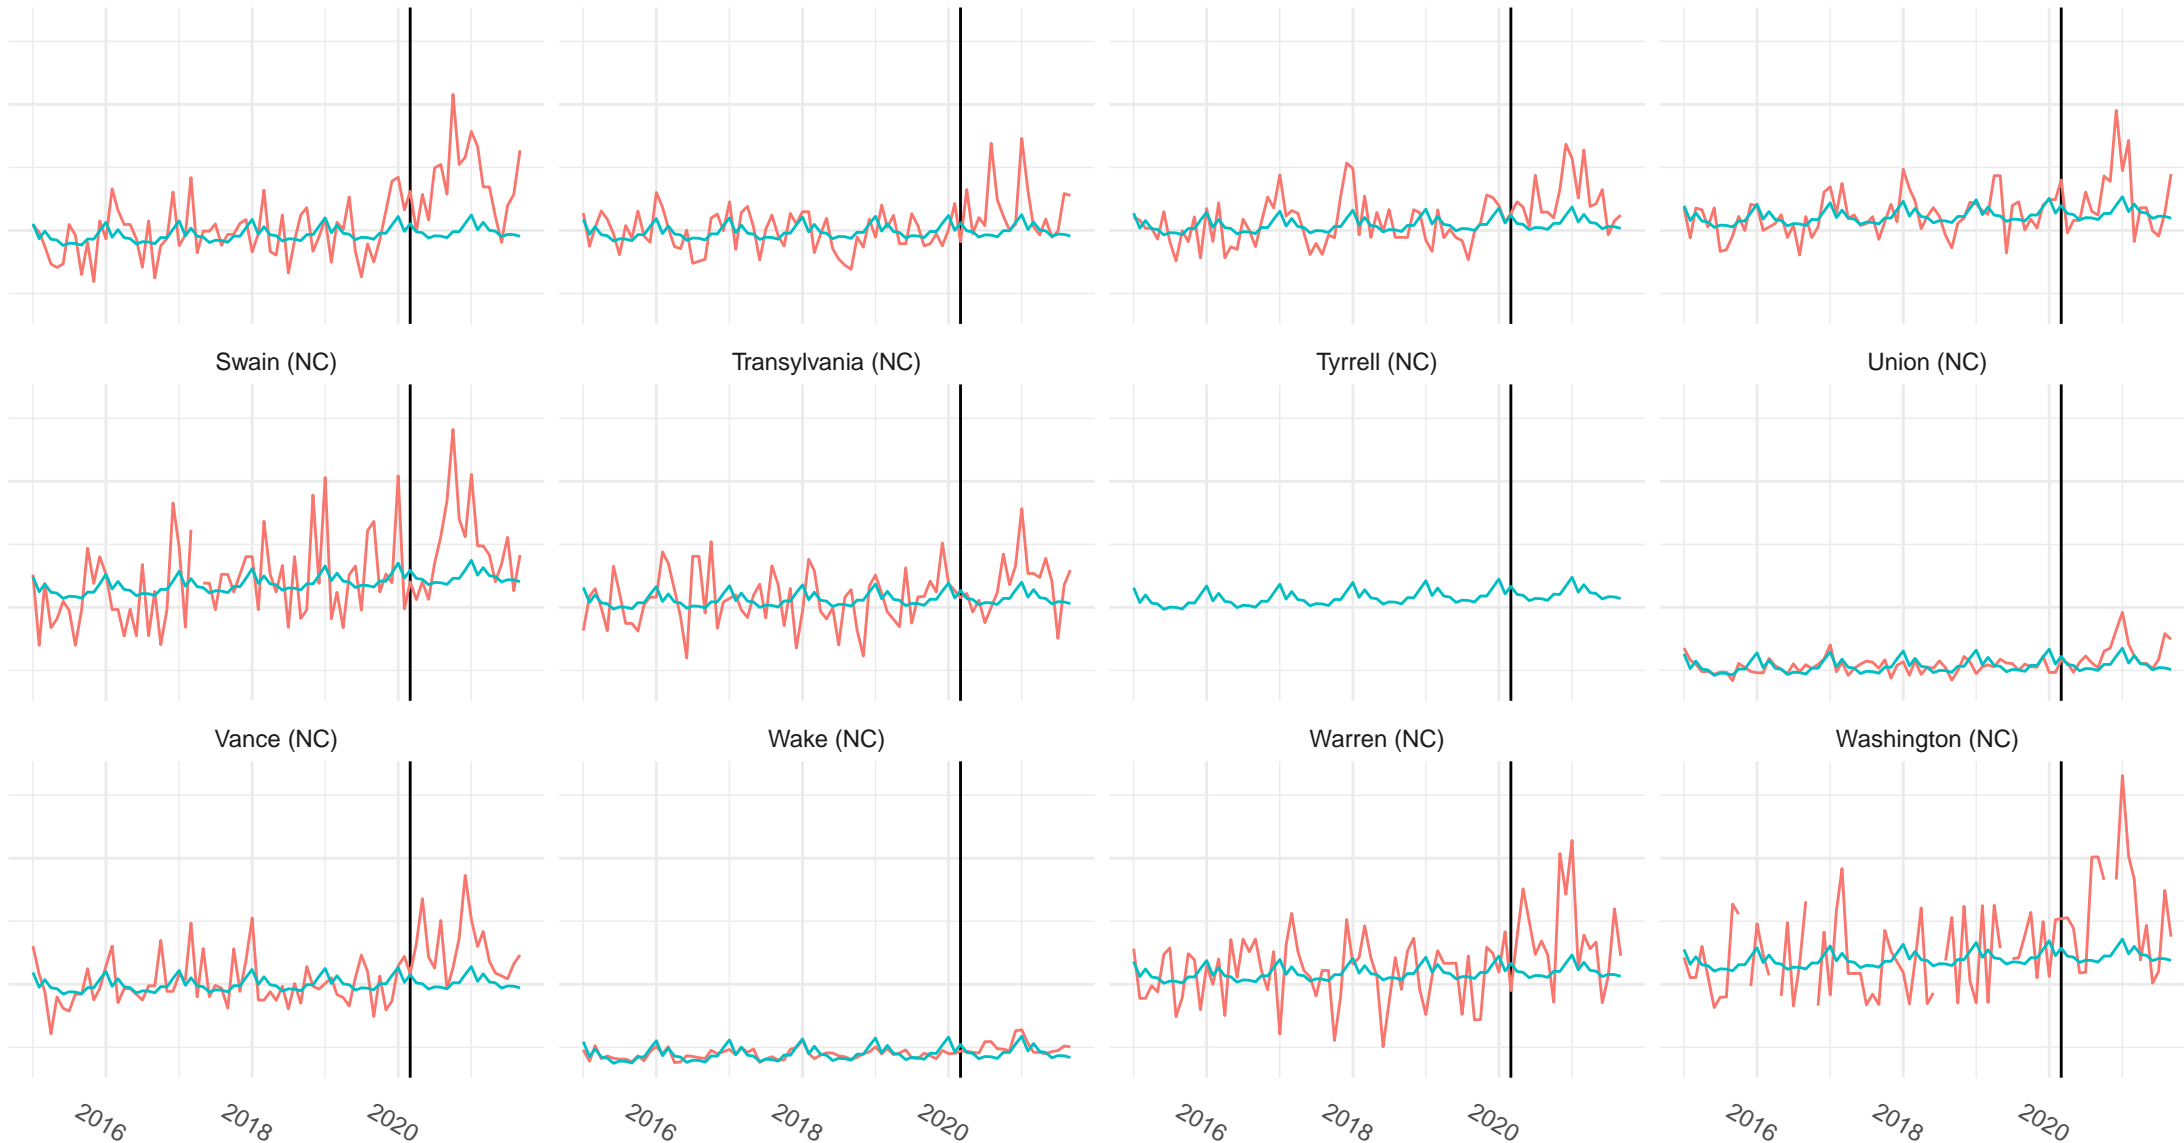 Swain (NC) Transylvania (NC) Tyrrell (NC) Union (NC)
Vance (NC) Wake (NC) Warren (NC) Washington (NC)
2016 2018 2020 2016 2018 2020 2016 2018 2020 2016 2018 2020